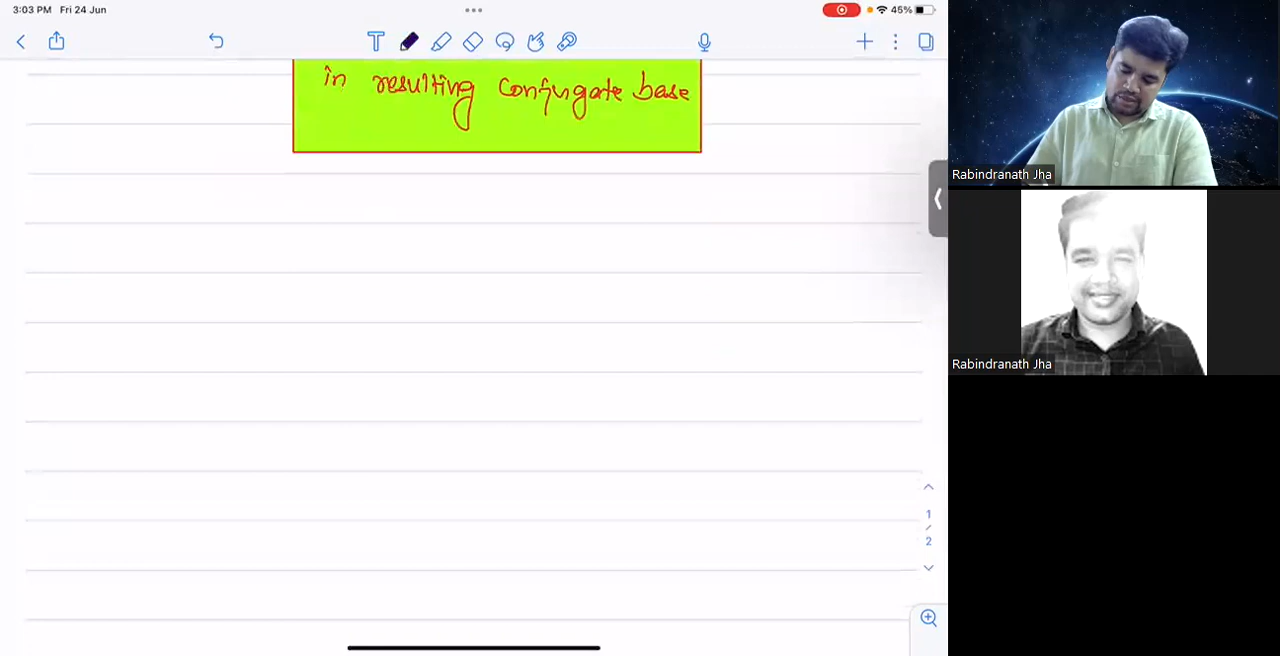 3:03 PM Fri 24 Jun
45%
in resulting Conjugate base
Rabindranath Jha
Rabindranath Jha
1
2